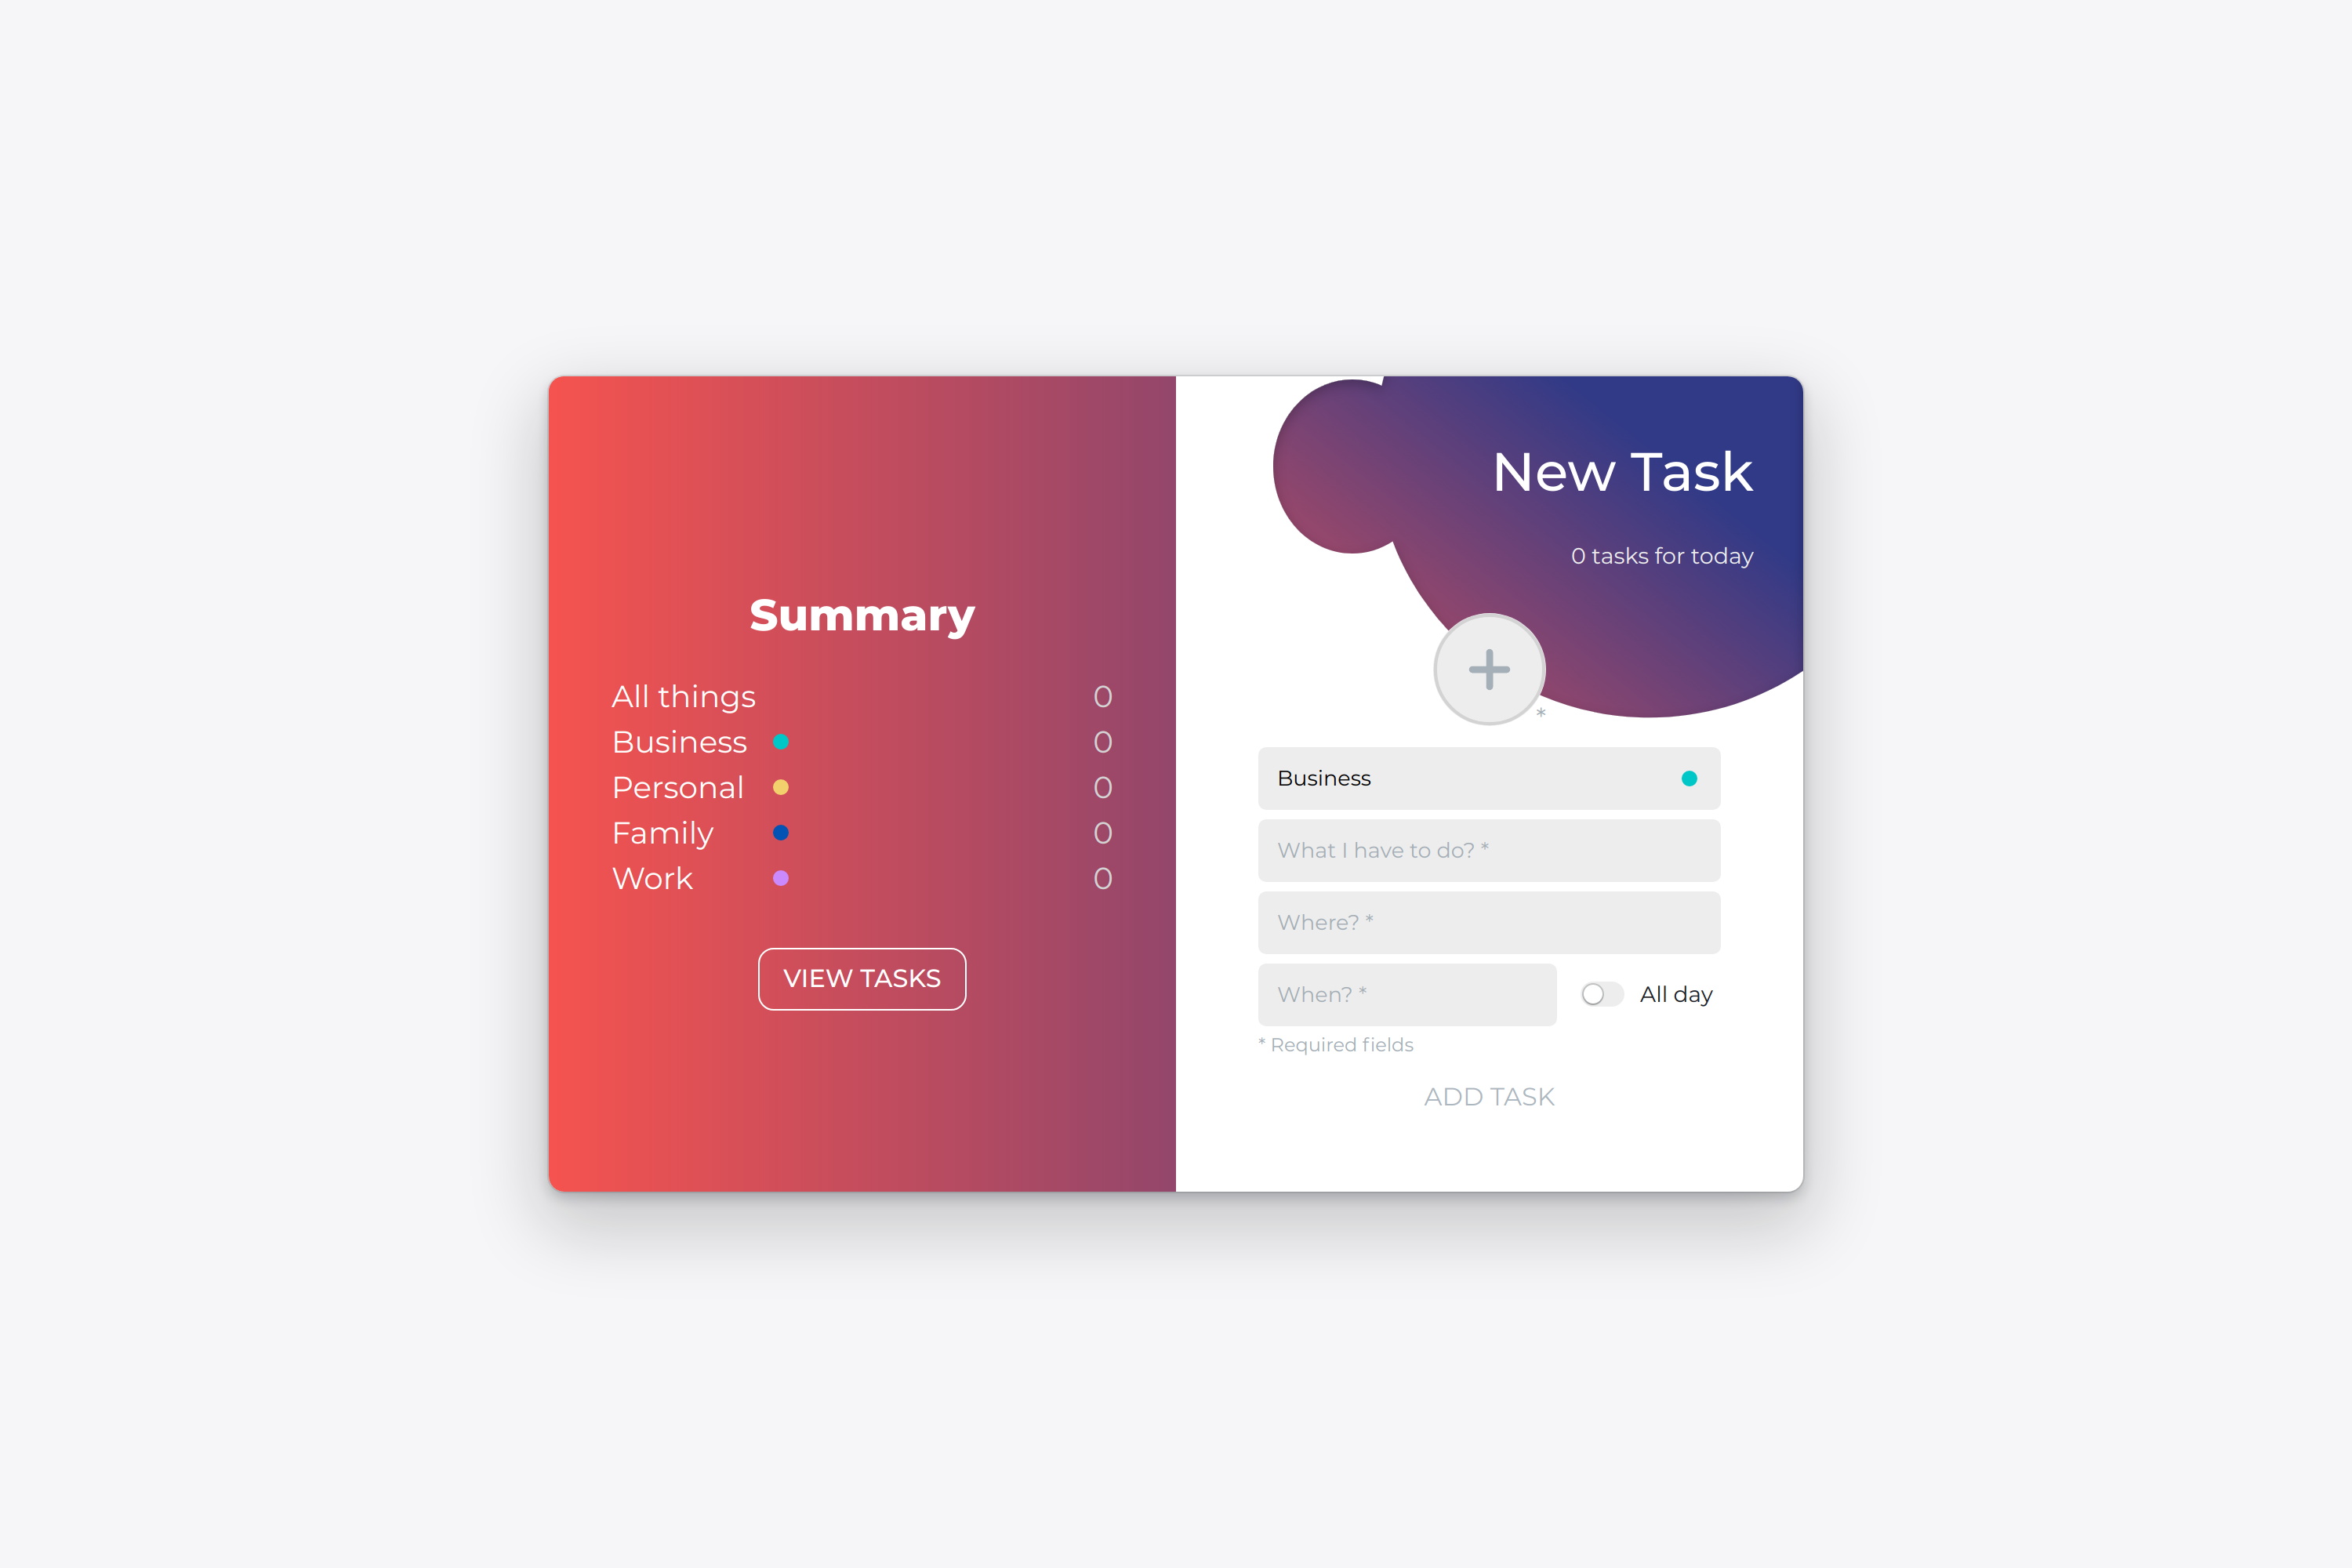 Summary
All things 0
Business 0
Personal 0
Family 0
Work 0
VIEW TASKS
New Task
0 tasks for today
*
Business
What I have to do? *
Where? *
When? *
All day
* Required fields
ADD TASK